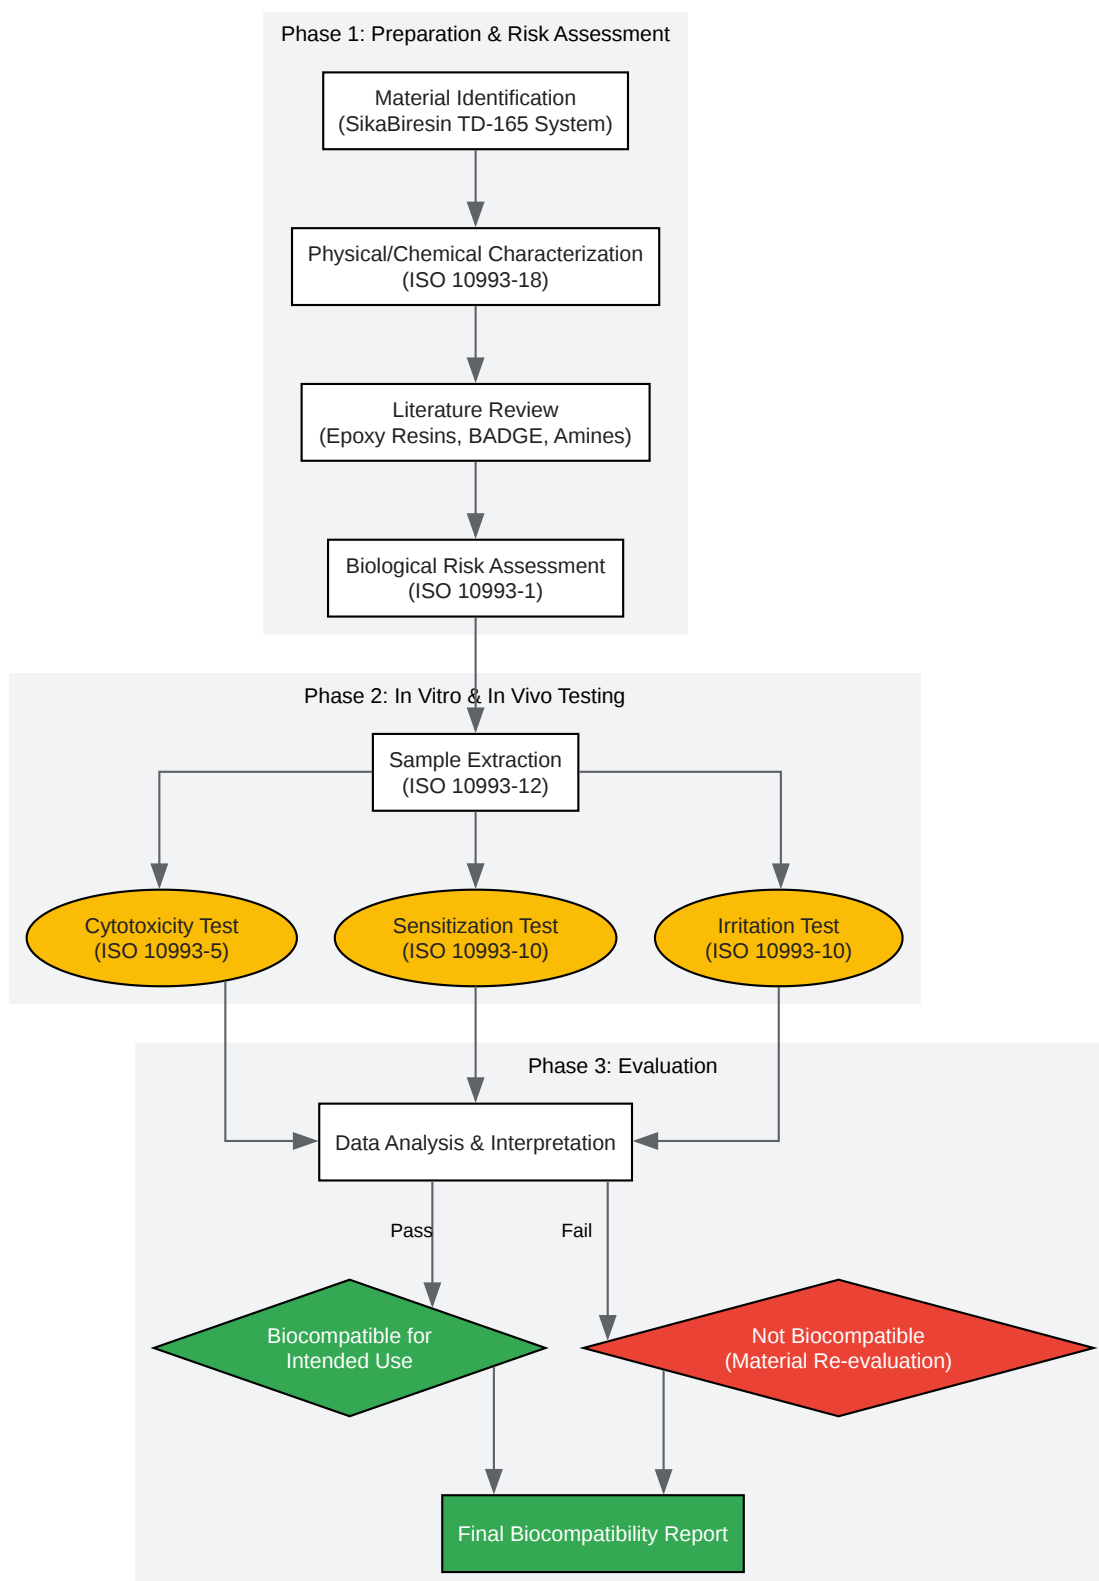 Phase 1: Preparation & Risk Assessment
Material Identification
(SikaBiresin TD-165 System)
Physical/Chemical Characterization
(ISO 10993-18)
Literature Review
(Epoxy Resins, BADGE, Amines)
Biological Risk Assessment
(ISO 10993-1)
Phase 2: In Vitro & In Vivo Testing
Sample Extraction
(ISO 10993-12)
Cytotoxicity Test
(ISO 10993-5)
Sensitization Test
(ISO 10993-10)
Irritation Test
(ISO 10993-10)
Phase 3: Evaluation
Data Analysis & Interpretation
Pass
Fail
Biocompatible for
Intended Use
Not Biocompatible
(Material Re-evaluation)
Final Biocompatibility Report